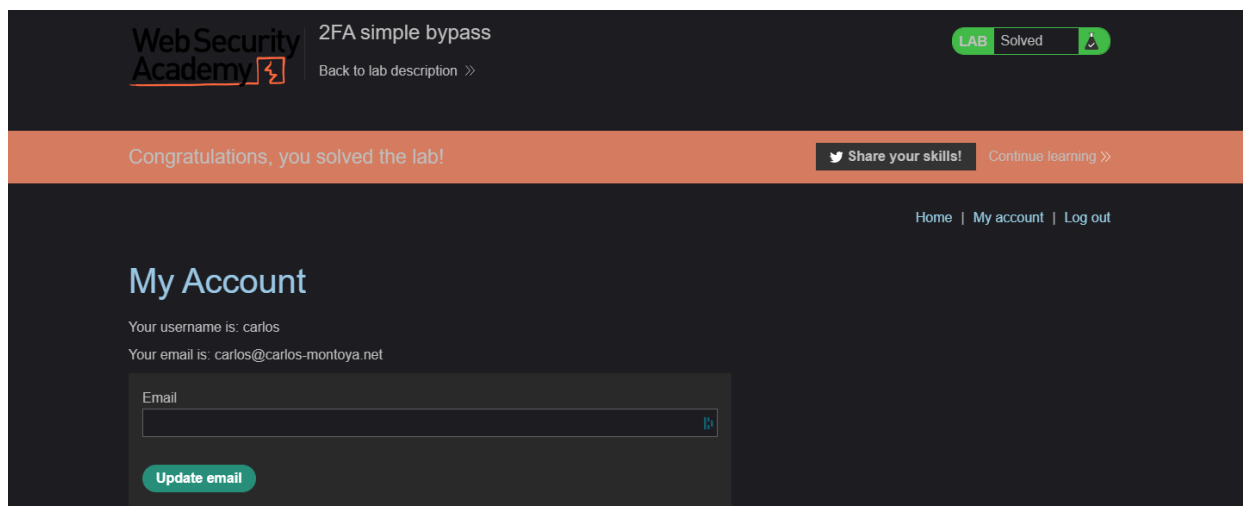 Web Security
Academy
2FA simple bypass
Back to lab description »
LAB Solved
Congratulations, you solved the lab!
Share your skills!
Continue learning »
Home | My account | Log out
My Account
Your username is: carlos
Your email is: carlos@carlos-montoya.net
Email
Update email